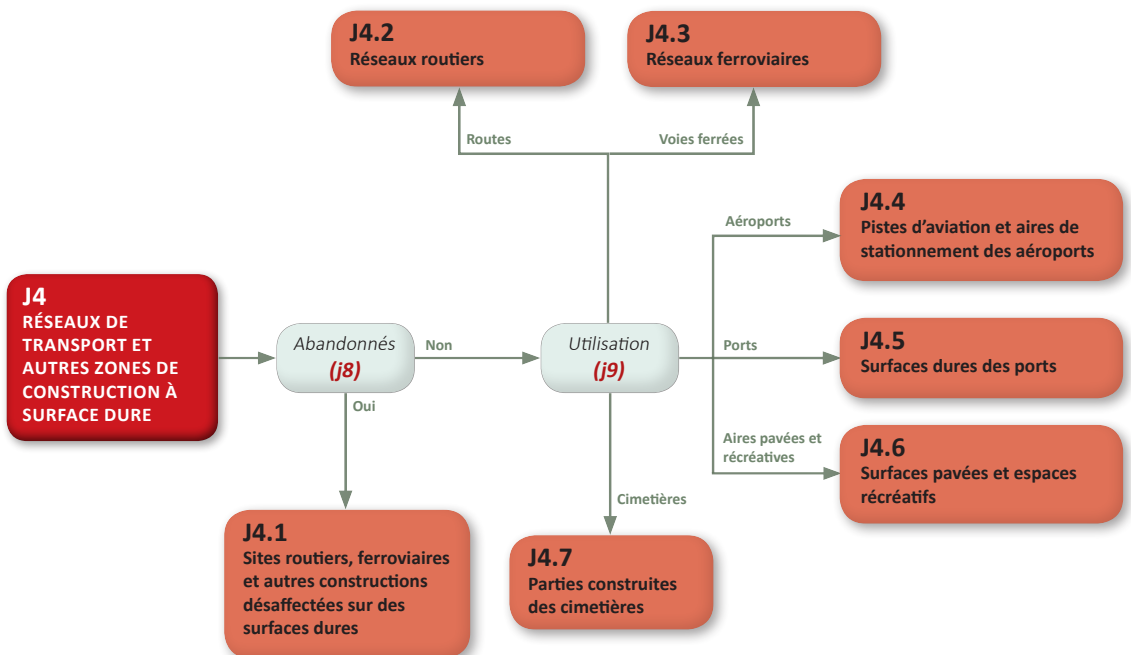 J4.2
Réseaux routiers
J4.3
Réseaux ferroviaires
Routes
Voies ferrées
J4.4
Pistes d'aviation et aires de
stationnement des aéroports
Aéroports
J4
RÉSEAUX DE
TRANSPORT ET
AUTRES ZONES DE
CONSTRUCTION À
SURFACE DURE
Abandonnés
(j8)
Non
Utilisation
(j9)
Ports
J4.5
Surfaces dures des ports
Oui
Aires pavées et
récréatives
J4.6
Surfaces pavées et espaces
récréatifs
Cimetières
J4.1
Sites routiers, ferroviaires
et autres constructions
désaffectées sur des
surfaces dures
J4.7
Parties construites
des cimetières